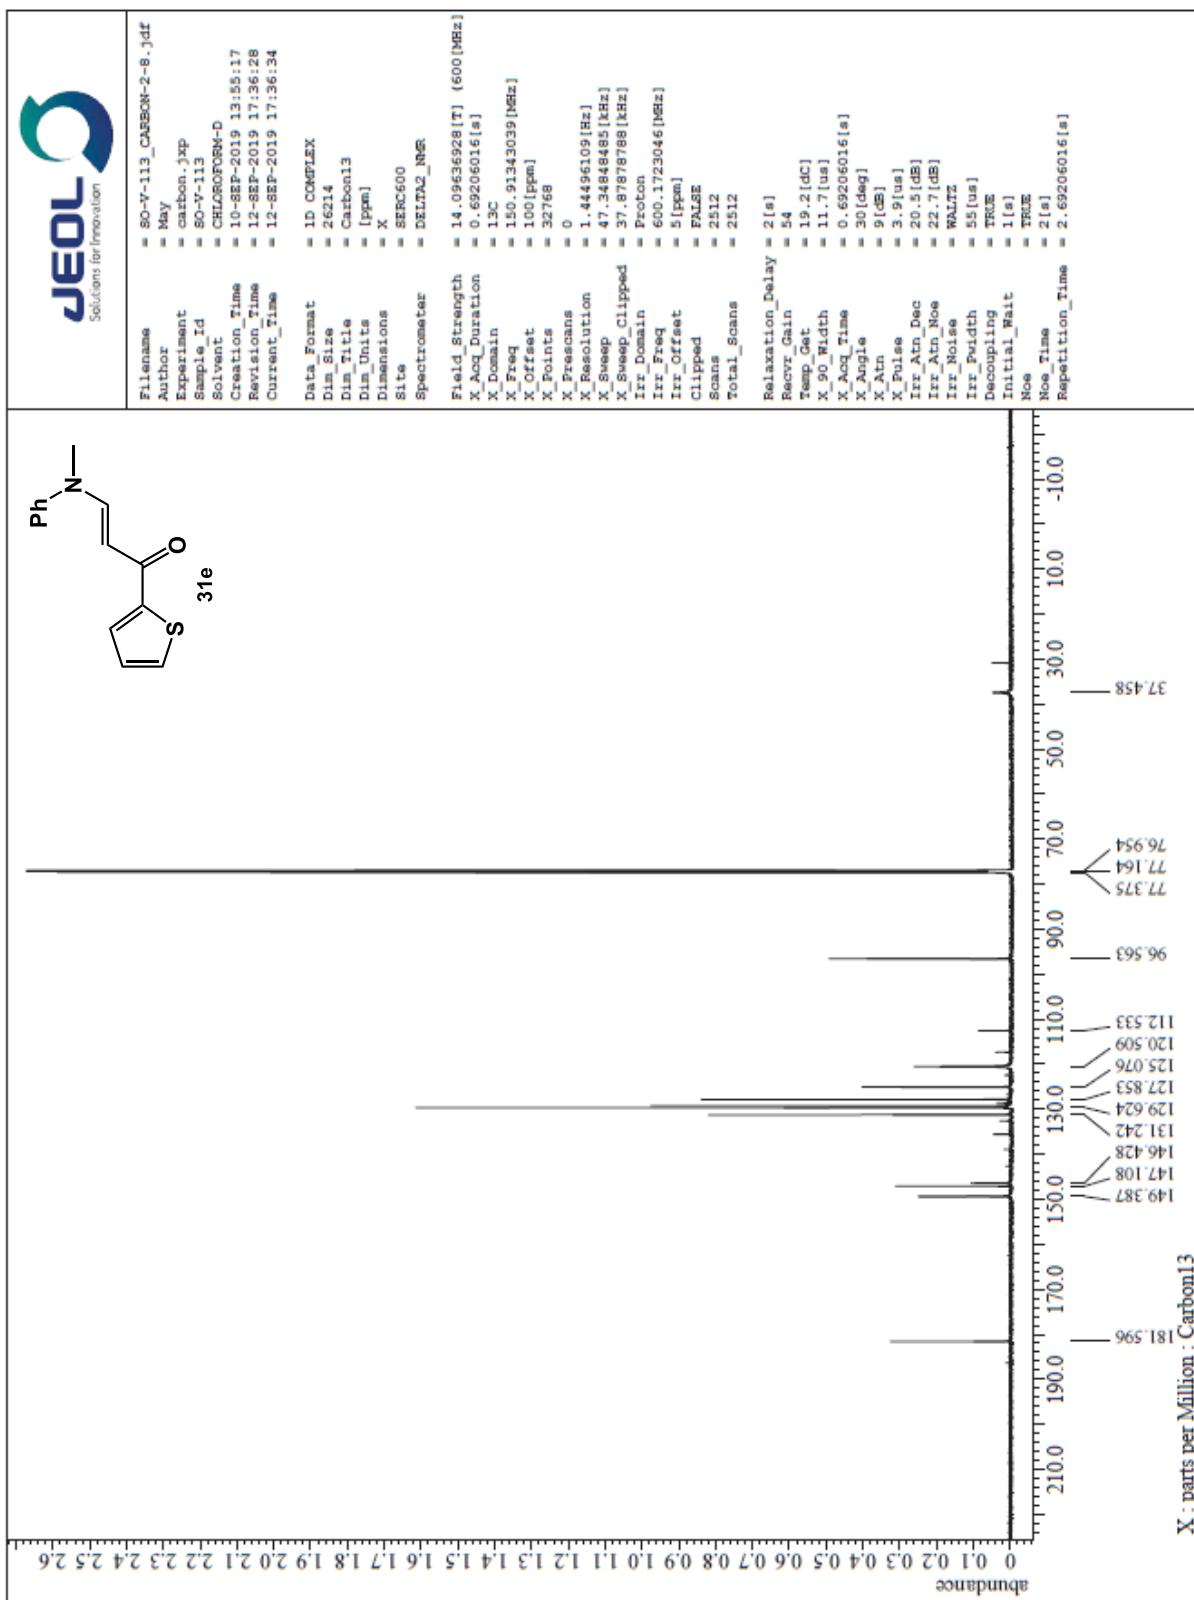 JEOL
Solutions for Innovation
Filename = SO-V-113_CARBON-2-8.jdf
Author = May
Experiment = carbon.jxp
Sample_Id = SO-V-113
Solvent = CHLOROFORM-D
Creation_Time = 10-SEP-2019 13:55:17
Revision_Time = 12-SEP-2019 17:36:28
Current_Time = 12-SEP-2019 17:36:34
Data_Format = 1D COMPLEX
Dim_Size = 26214
Dim_Title = Carbon13
Dim_Units = [ppm]
Dimensions = X
Site = SERC600
Spectrometer = DELTA2_NMR
Field_Strength = 14.09636928[T] (600[MHz]
X_Acq_Duration = 0.69206016[s]
X_Domain = 13C
X_Freq = 150.91343039[MHz]
X_Offset = 100[ppm]
X_Points = 32768
X_Prescans = 0
X_Resolution = 1.44496109[Hz]
X_Sweep = 47.34848485[kHz]
X_Sweep_Clipped = 37.87878788[kHz]
Irr_Domain = Proton
Irr_Freq = 600.1723046[MHz]
Irr_Offset = 5[ppm]
Clipped = FALSE
Scans = 2512
Total_Scans = 2512
Relaxation_Delay = 2[s]
Recvr_Gain = 54
Temp_Get = 19.2[dC]
X_90_Width = 11.7[us]
X_Acq_Time = 0.69206016[s]
X_Angle = 30[deg]
X_Atn = 9[dB]
X_Pulse = 3.9[us]
Irr_Atn_Dec = 20.5[dB]
Irr_Atn_Noe = 22.7[dB]
Irr_Noise = WALTZ
Irr_Pwidth = 55[us]
Decoupling = TRUE
Initial_Wait = 1[s]
Noe = TRUE
Noe_Time = 2[s]
Repetition_Time = 2.69206016[s]
Ph
N
O
S
31e
abundance
0 0.1 0.2 0.3 0.4 0.5 0.6 0.7 0.8 0.9 1.0 1.1 1.2 1.3 1.4 1.5 1.6 1.7 1.8 1.9 2.0 2.1 2.2 2.3 2.4 2.5 2.6
210.0 190.0 170.0 150.0 130.0 110.0 90.0 70.0 50.0 30.0 10.0 -10.0
181.596
149.387
147.108
146.428
131.242
129.624
127.853
125.076
120.509
112.533
96.563
77.375
77.164
76.954
37.458
X : parts per Million : Carbon13